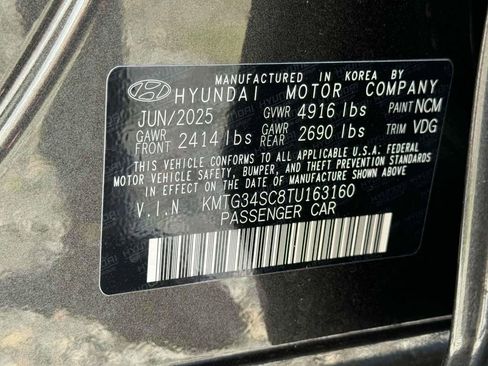 MANUFACTURED IN KOREA BY
HYUNDAI MOTOR COMPANY
JUN/2025 GVWR 4916 lbs PAINT NCM
GAWR FRONT 2414 lbs GAWR REAR 2690 lbs TRIM VDG
THIS VEHICLE CONFORMS TO ALL APPLICABLE U.S.A. FEDERAL
MOTOR VEHICLE SAFETY, BUMPER, AND THEFT PREVENTION
STANDARDS IN EFFECT ON THE DATE OF MANUFACTURE SHOWN ABOVE.
V.I.N KMTG34SC8TU163160
PASSENGER CAR